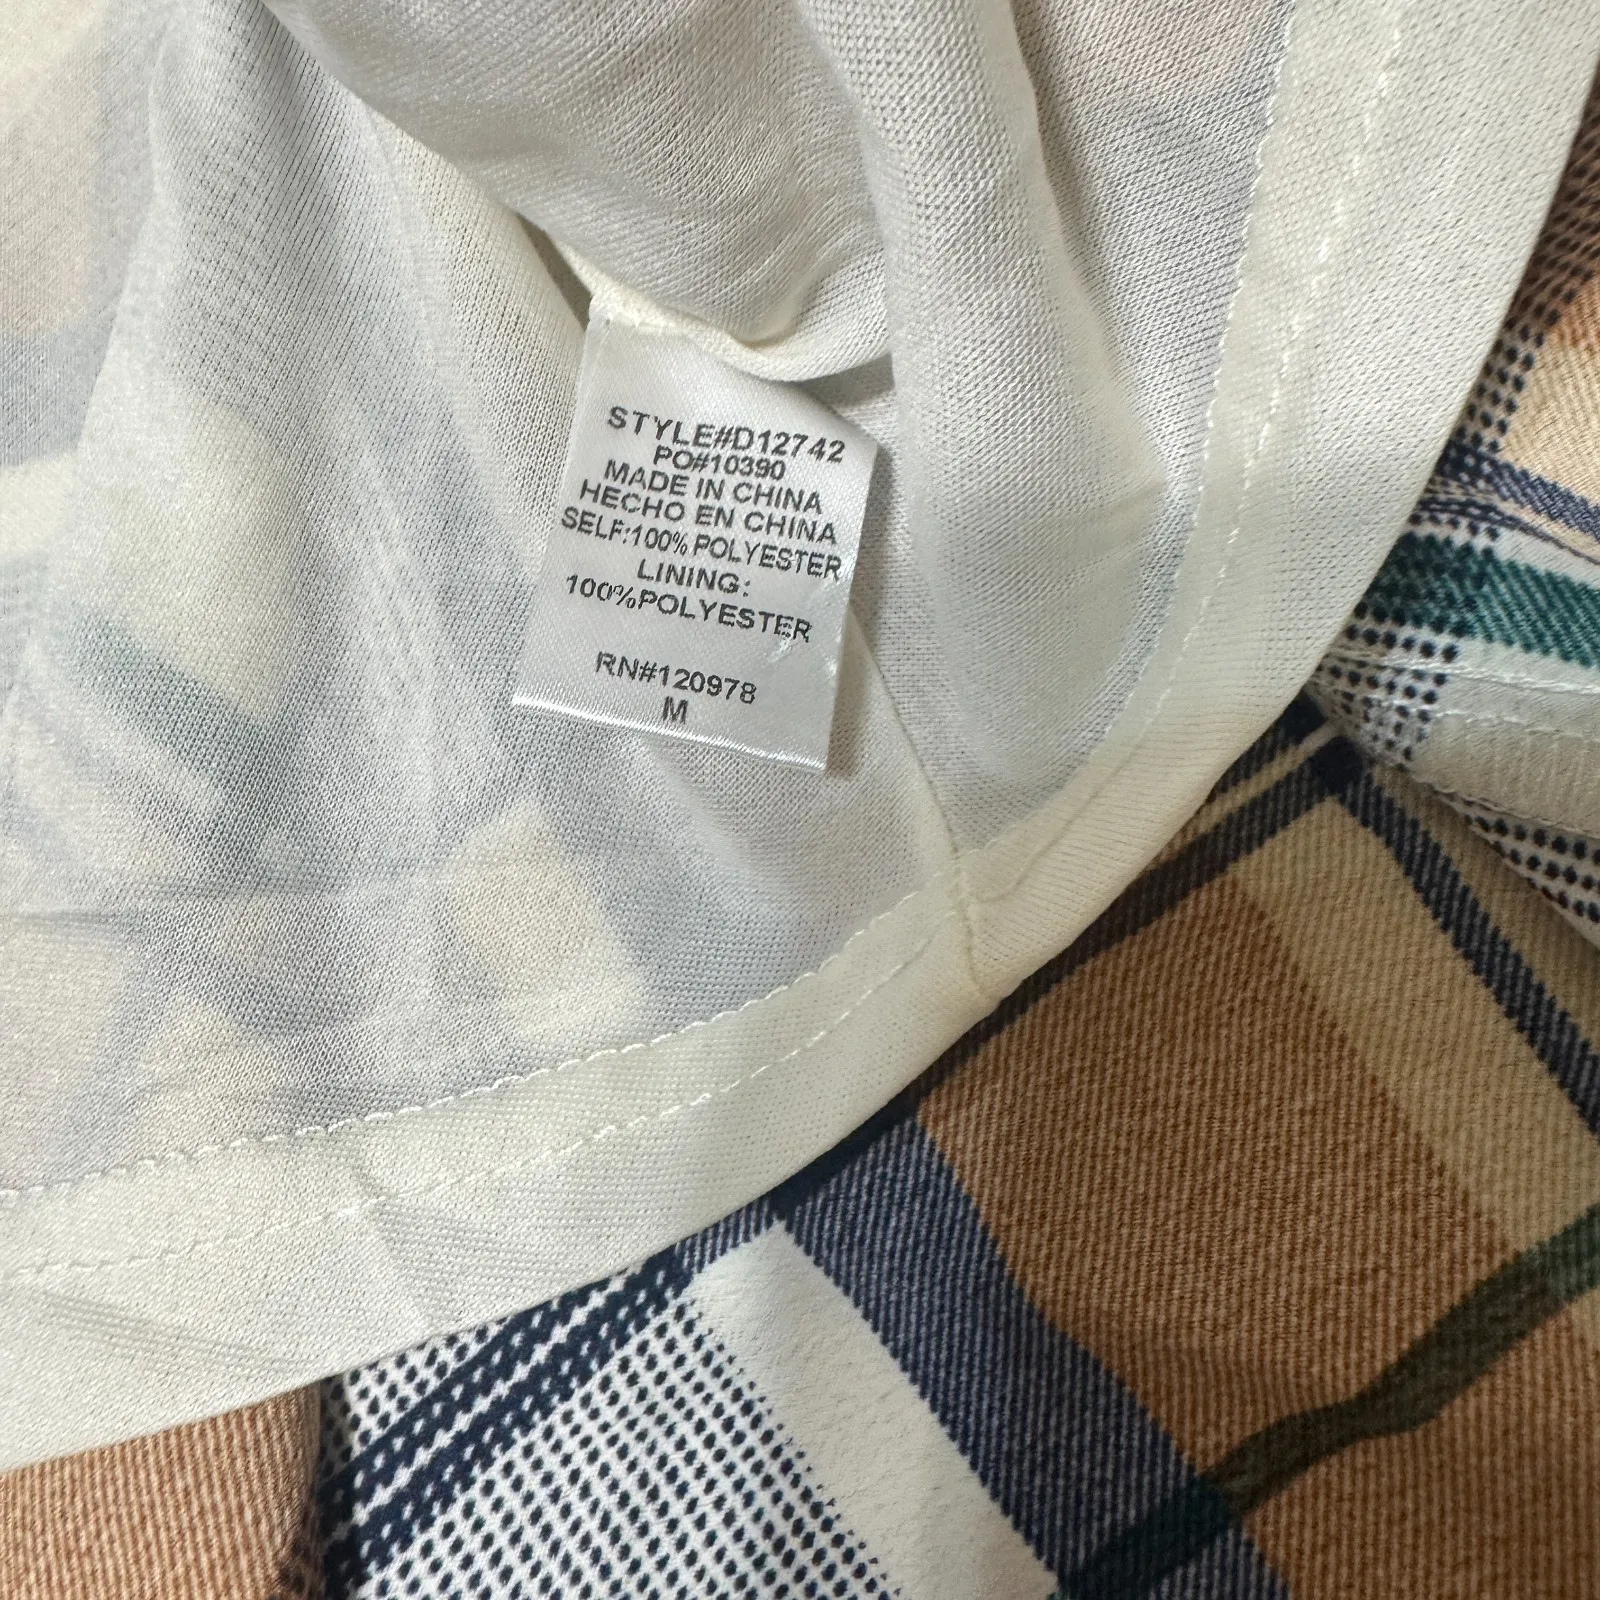 STYLE#D12742
PO#10390
MADE IN CHINA
HECHO EN CHINA
SELF:100% POLYESTER
LINING:
100%POLYESTER
RN#120978
M